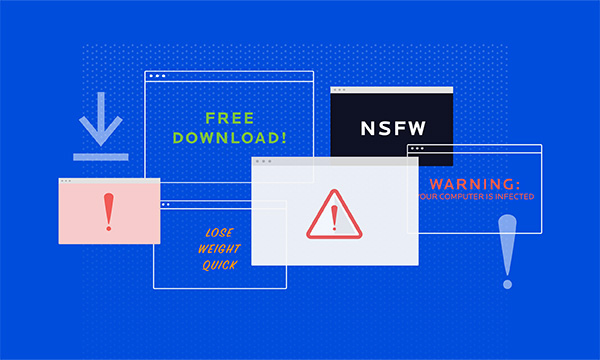 FREE
DOWNLOAD!
NSFW
WARNING:
YOUR COMPUTER IS INFECTED
!
LOSE
WEIGHT
QUICK
!
!